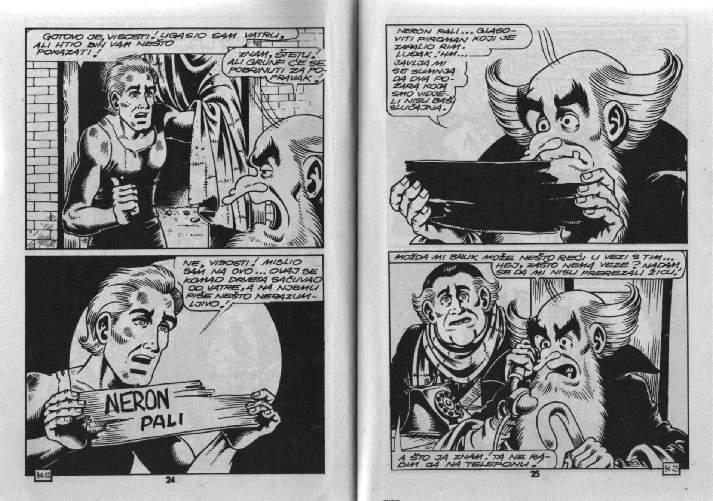 GOTOVO JE, VISOSTI! UGASIO SAM VATRU,
ALI HTIO BIH VAM NEŠTO
POKAZATI!
ZNAM, ŠTETU.
ALI GRUNF ĆE SE
POBRINUTI ZA PO-
PRAVAK!
NE, VISOSTI! MISLIO
SAM NA OVO... OVAJ SE
KOMAD DRVETA SAČUVAO
OD VATRE, A NA NJEMU
PIŠE NEŠTO NERAZUM-
LJIVO!
NERON
PALI
24
NERON PALI... GLASO-
VITI PIROMAN KOJI JE
ZAPALIO RIM.
LUĐAK. HM...
JAVLJA MI
SE SUMNJA
DA DVA PO-
ŽARA KOJA
SMO VIDJE-
LI NISU BAŠ
SLUČAJNA.
MOŽDA MI BRUK MOŽE NEŠTO REĆI U VEZI S TIM...
HEJ, ZAŠTO NEMA VEZE? NADAM
SE DA MI NISU PREREZALI ŽICU!
A ŠTO JA ZNAM! TA NE RA-
DIM JA NA TELEFONU!
25